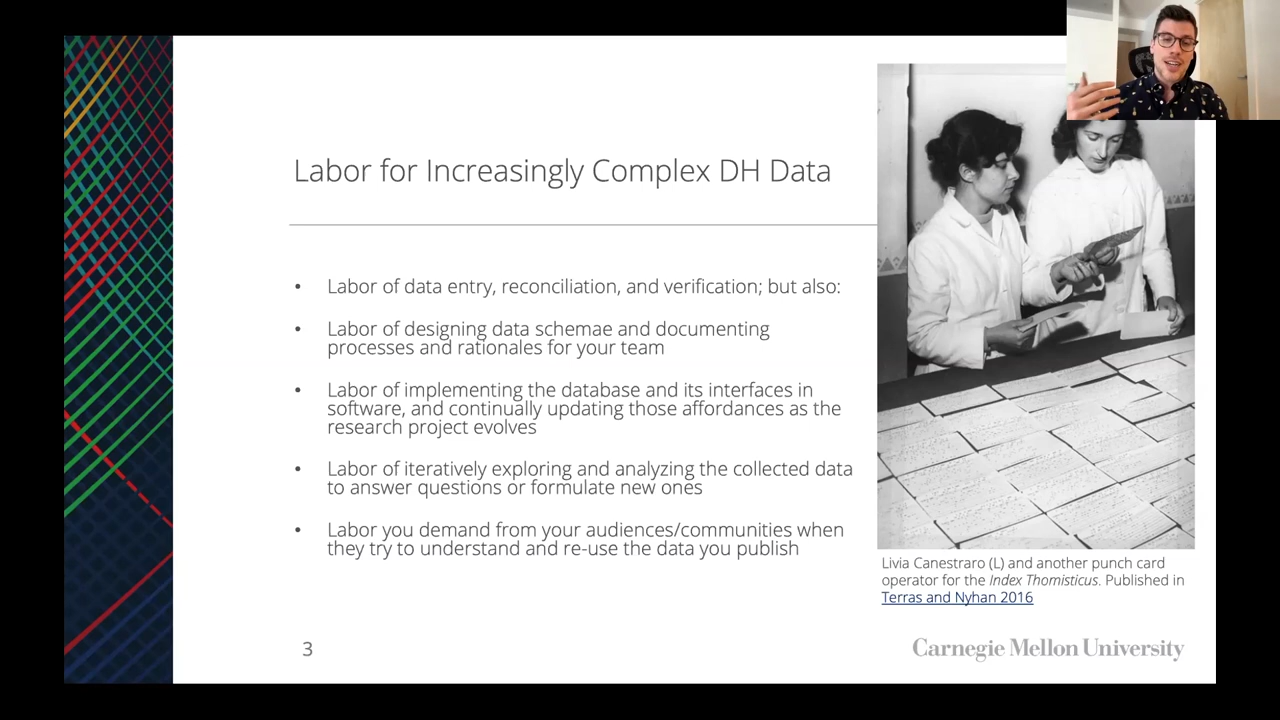 Labor for Increasingly Complex DH Data
• Labor of data entry, reconciliation, and verification; but also:
• Labor of designing data schemae and documenting
processes and rationales for your team
• Labor of implementing the database and its interfaces in
software, and continually updating those affordances as the
research project evolves
• Labor of iteratively exploring and analyzing the collected data
to answer questions or formulate new ones
• Labor you demand from your audiences/communities when
they try to understand and re-use the data you publish
Livia Canestraro (L) and another punch card
operator for the Index Thomisticus. Published in
Terras and Nyhan 2016
3
Carnegie Mellon University